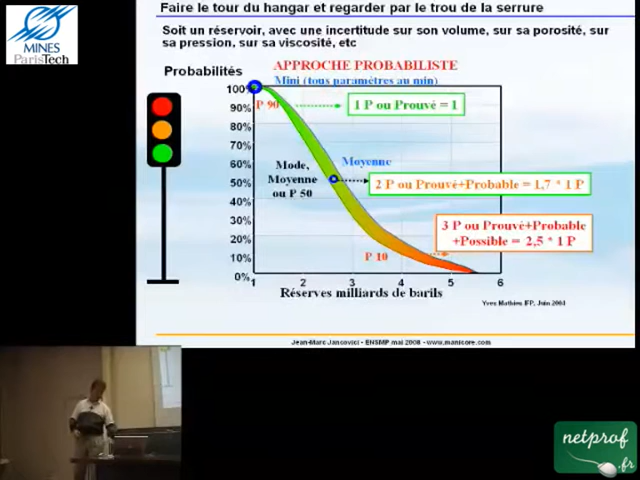 Faire le tour du hangar et regarder par le trou de la serrure
Soit un réservoir, avec une incertitude sur son volume, sur sa porosité, sur
sa pression, sur sa viscosité, etc
MINES
ParisTech
Probabilités
APPROCHE PROBABILISTE
Mini (tous paramètres au min)
100%
90%
80%
70%
60%
50%
40%
30%
20%
10%
0%
P 90
1 P ou Prouvé = 1
Mode,
Moyenne
ou P 50
Moyenne
2 P ou Prouvé+Probable = 1,7 * 1 P
3 P ou Prouvé+Probable
+Possible = 2,5 * 1 P
P 10
1 2 3 4 5 6
Réserves milliards de barils
Yves Mathieu IFP, Juin 2004
Jean-Marc Jancovici - ENSMP mai 2008 - www.manicore.com
netprof
.fr